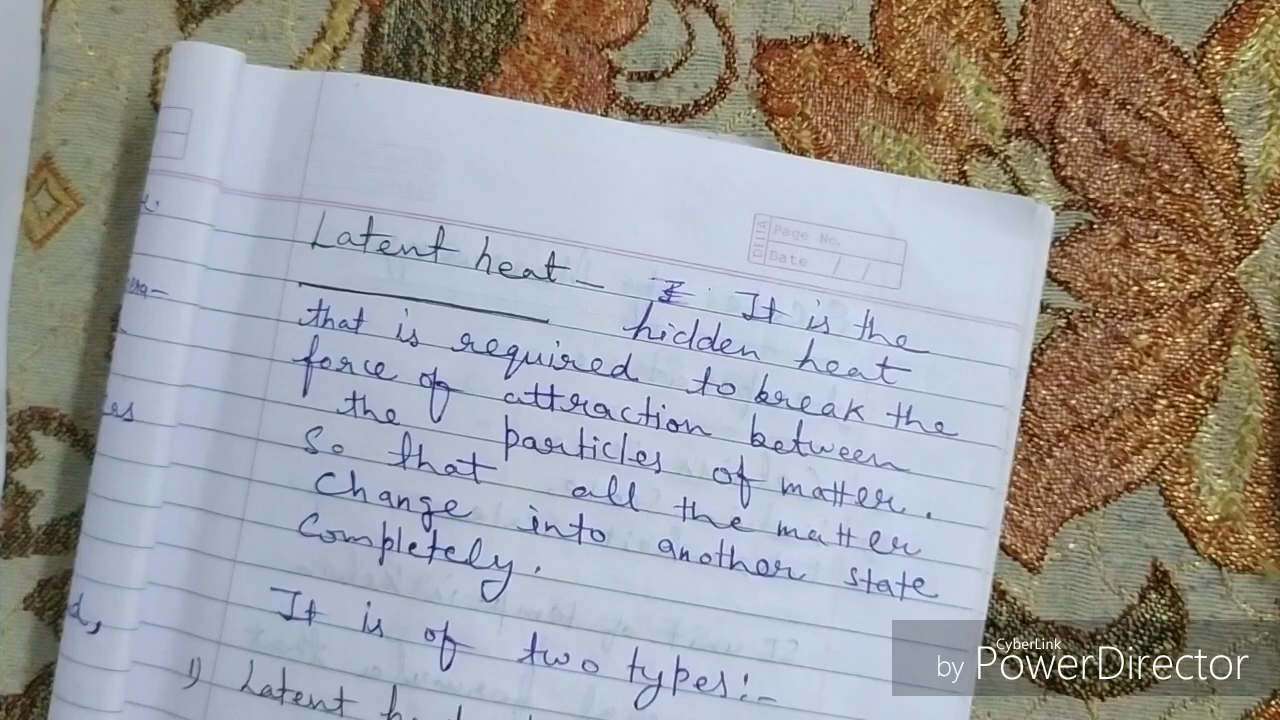 DELTA
Page No.
Date / /
Latent heat - It is the
hidden heat
that is required to break the
force of attraction between
the particles of matter.
So that all the matter
Change into another state
Completely.
It is of two types:-
1) Latent
es
d,
CyberLink
by PowerDirector